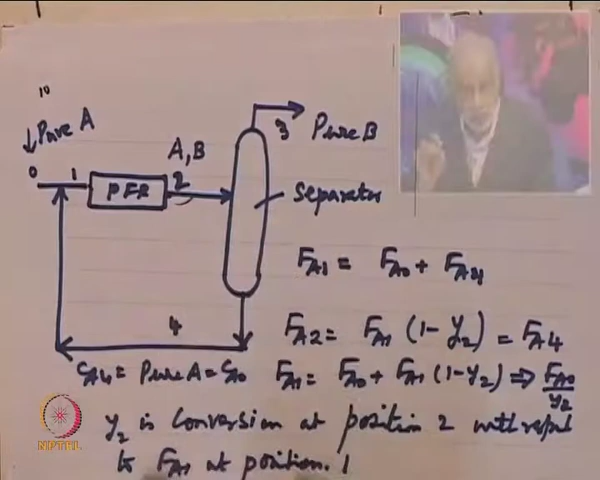 10
↓ Pure A
A, B
3 Pure B
0
1
PFR
2
Separator
F_A1 = F_A0 + F_A4
4
F_A2 = F_A1 (1 - y_2) = F_A4
C_A4 = Pure A = C_A0
F_A1 = F_A0 + F_A1 (1 - y_2) ⇒ F_A0 / y_2
y_2 is Conversion at position 2 with respect
to F_A1 at position. 1
NPTEL